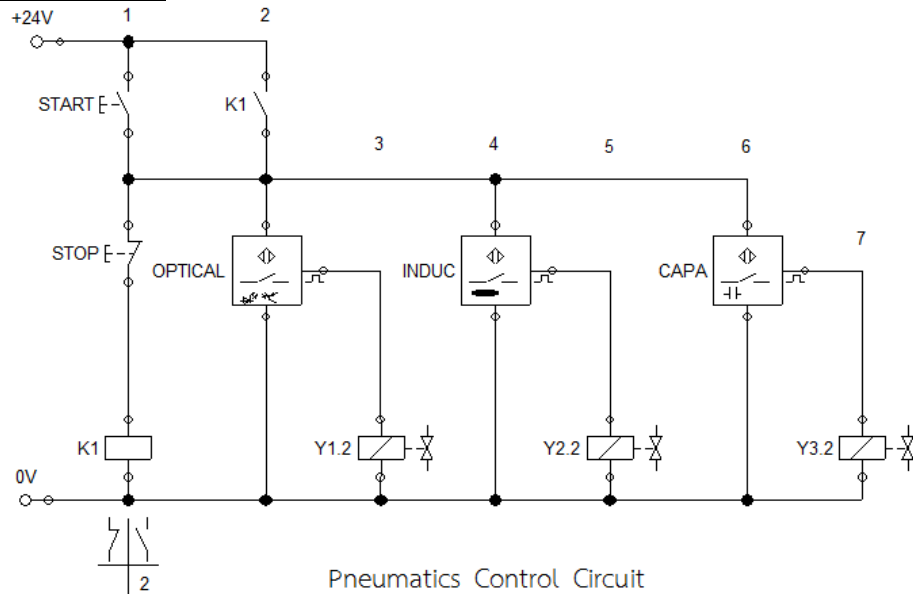 +24V 1 2
START K1
3 4 5 6
7
STOP OPTICAL INDUC CAPA
K1 Y1.2 Y2.2 Y3.2
0V
2
Pneumatics Control Circuit